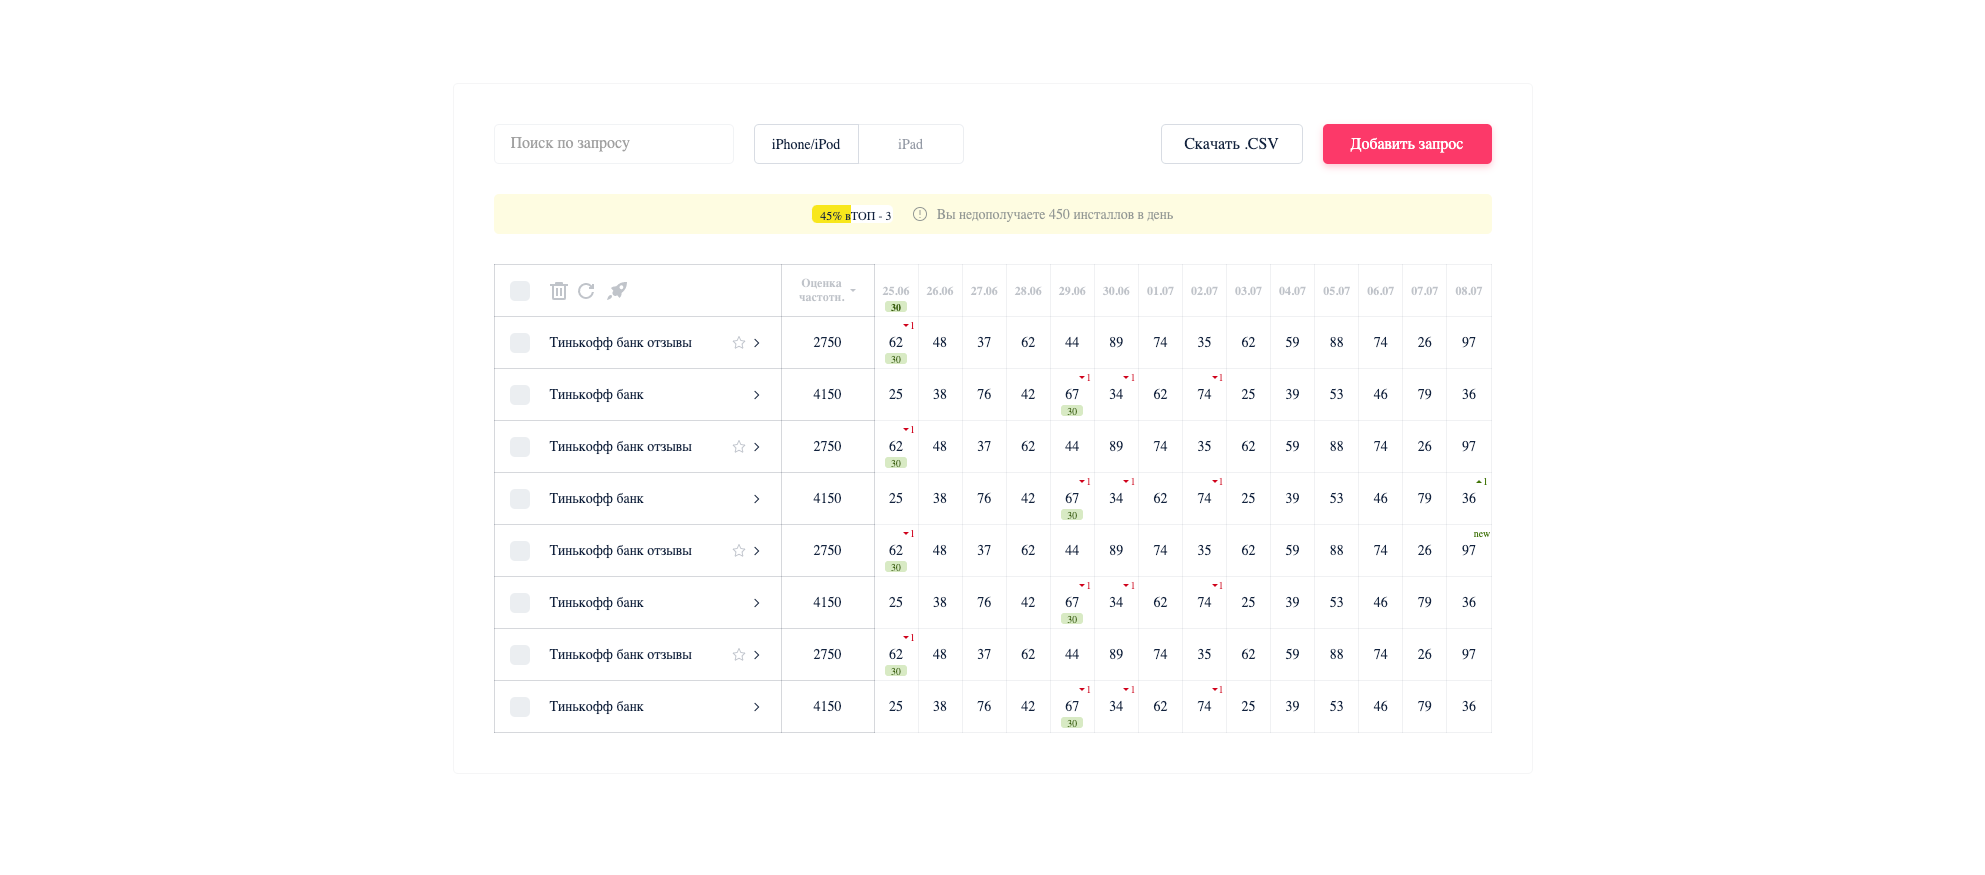 Поиск по запросу iPhone/iPod iPad Скачать .CSV Добавить запрос
45% вТОП - 3 Вы недополучаете 450 инсталлов в день
Оценка частоти. 25.06 26.06 27.06 28.06 29.06 30.06 01.07 02.07 03.07 04.07 05.07 06.07 07.07 08.07
30
1
Тинькофф банк отзывы 2750 62 48 37 62 44 89 74 35 62 59 88 74 26 97
30
1 1 1
Тинькофф банк 4150 25 38 76 42 67 34 62 74 25 39 53 46 79 36
30
1
Тинькофф банк отзывы 2750 62 48 37 62 44 89 74 35 62 59 88 74 26 97
30
1 1 1 1
Тинькофф банк 4150 25 38 76 42 67 34 62 74 25 39 53 46 79 36
30
1 new
Тинькофф банк отзывы 2750 62 48 37 62 44 89 74 35 62 59 88 74 26 97
30
1 1 1
Тинькофф банк 4150 25 38 76 42 67 34 62 74 25 39 53 46 79 36
30
1
Тинькофф банк отзывы 2750 62 48 37 62 44 89 74 35 62 59 88 74 26 97
30
1 1 1
Тинькофф банк 4150 25 38 76 42 67 34 62 74 25 39 53 46 79 36
30